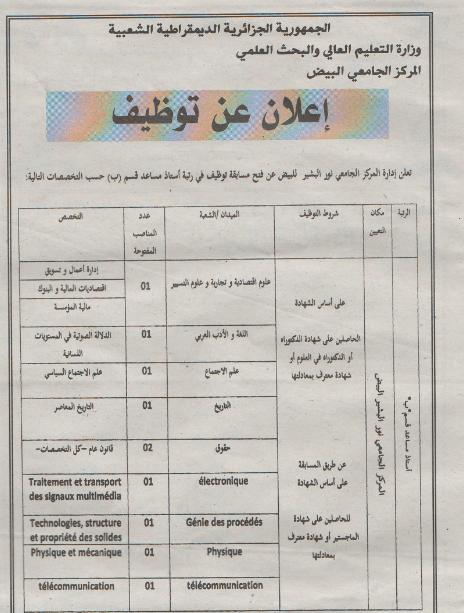 الجمهورية الجزائرية الديمقراطية الشعبية
وزارة التعليم العالي والبحث العلمي
المركز الجامعي البيض
إعلان عن توظيف
تعلن إدارة المركز الجامعي نور البشير للبيض عن فتح مسابقة توظيف في رتبة أستاذ مساعد قسم (ب) حسب التخصصات التالية:
الرتبة
مكان
التعيين
شروط التوظيف
الميدان /الشعبة
عدد
المناصب
المفتوحة
التخصص
أستاذ مساعد قسم "ب"
المركز الجامعي نور البشير البيض
على أساس الشهادة
الحاصلين على شهادة الدكتوراه
أو الدكتوراه في العلوم أو
شهادة معترف بمعادلتها
عن طريق المسابقة
على أساس الشهادة
للحاصلين على شهادة
الماجستير أو شهادة معترف
بمعادلتها
علوم اقتصادية و تجارية و علوم التسيير
01
إدارة أعمال و تسويق
اقتصاديات المالية و البنوك
مالية المؤسسة
اللغة و الأدب العربي
01
الدلالة الصوتية في المستويات
اللسانية
علم الاجتماع
01
علم الاجتماع السياسي
التاريخ
01
التاريخ المعاصر
حقوق
02
قانون عام -كل التخصصات-
électronique
01
Traitement et transport
des signaux multimédia
Génie des procédés
01
Technologies, structure
et propriété des solides
Physique
01
Physique et mécanique
télécommunication
01
télécommunication